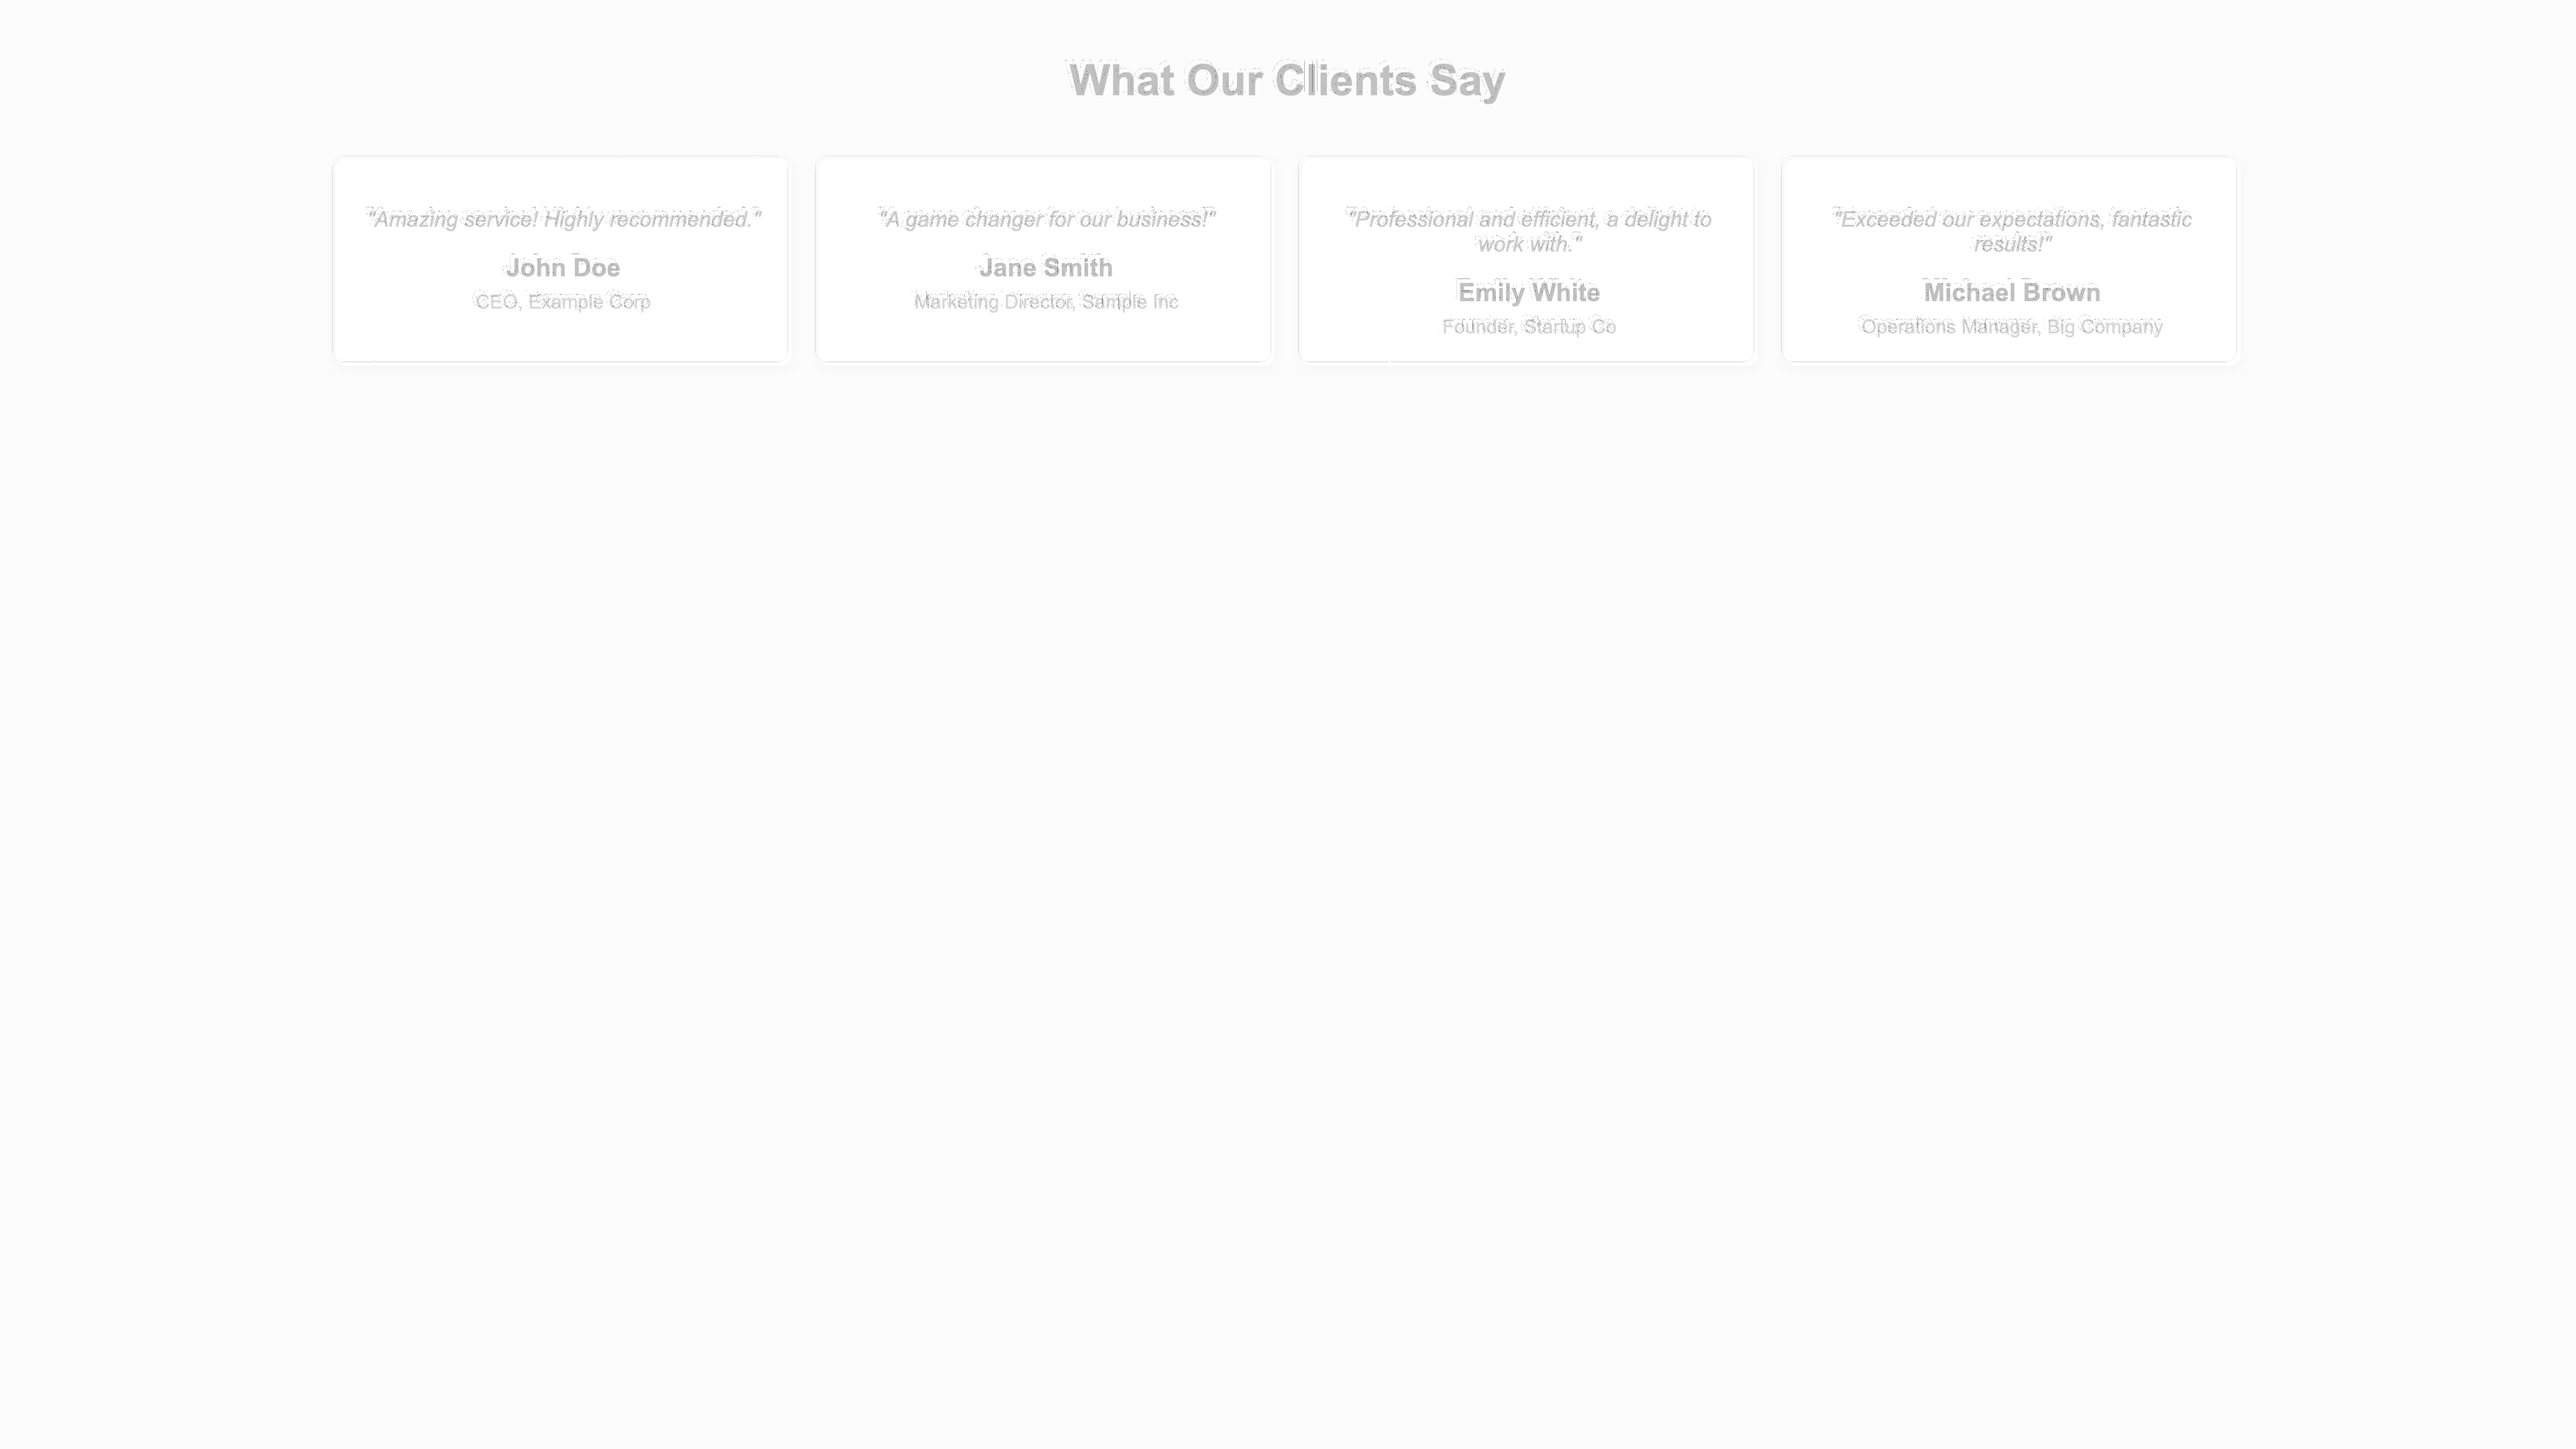 What Our Clients Say
"Amazing service! Highly recommended."
John Doe
CEO, Example Corp
"A game changer for our business!"
Jane Smith
Marketing Director, Sample Inc
"Professional and efficient, a delight to
work with."
Emily White
Founder, Startup Co
"Exceeded our expectations, fantastic
results!"
Michael Brown
Operations Manager, Big Company